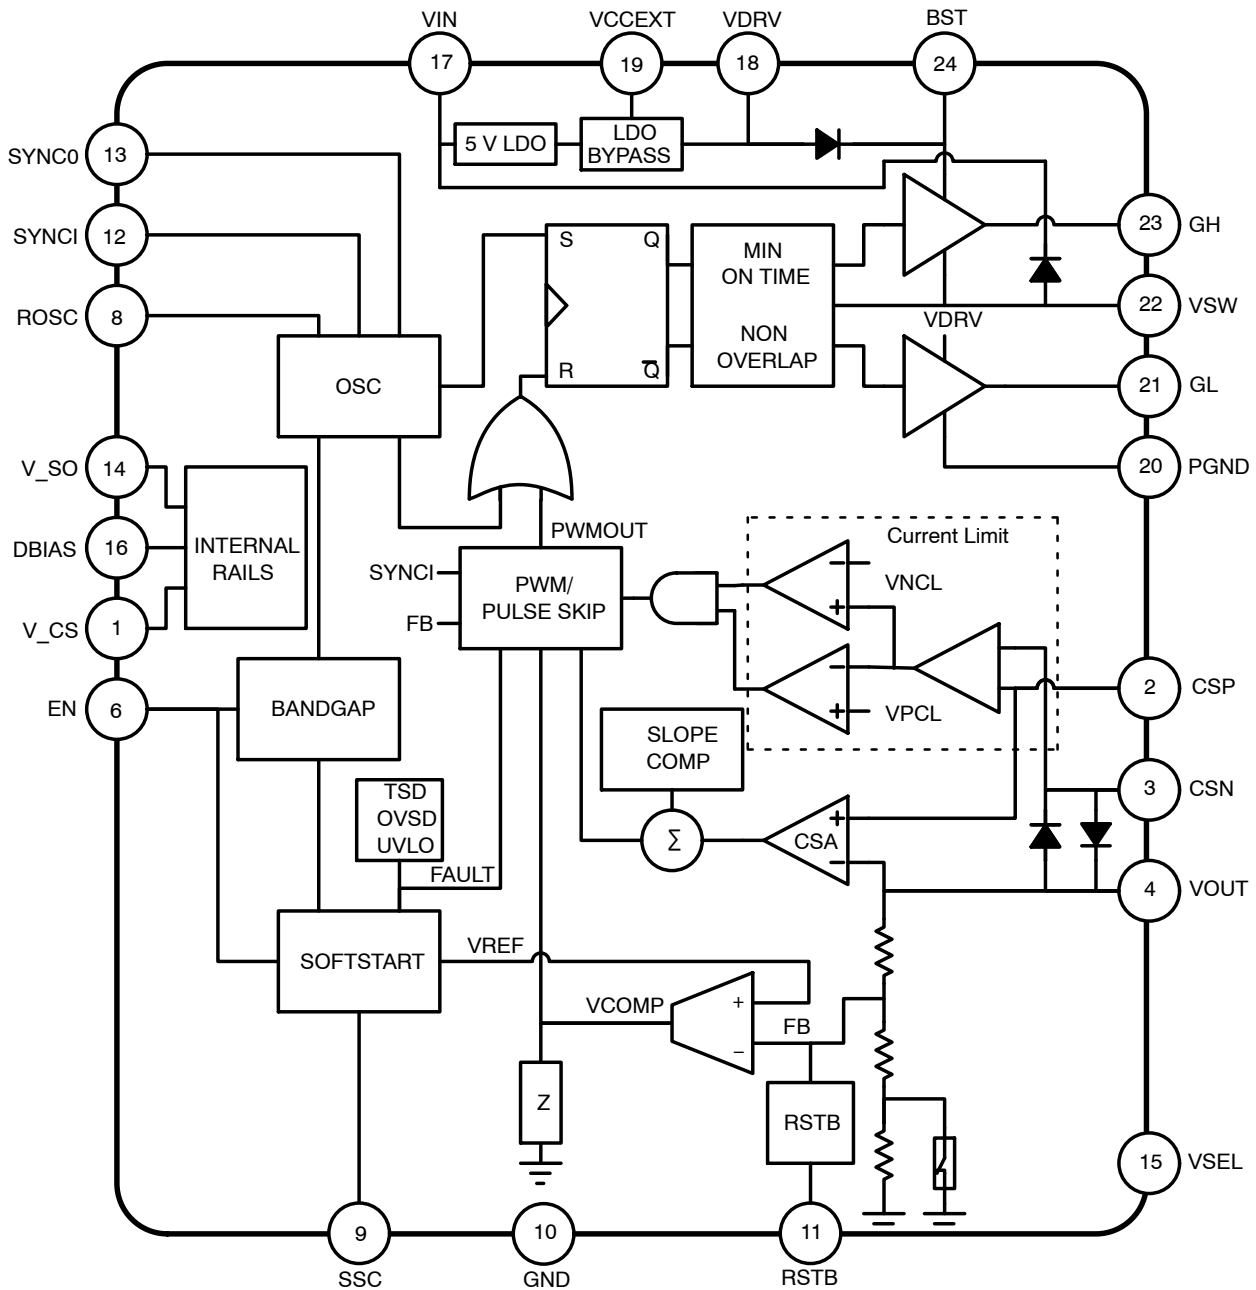 VIN
VCCEXT
VDRV
BST
17
19
18
24
5 V LDO
LDO
BYPASS
SYNC0
13
SYNCI
12
ROSC
8
S
Q
R
Q̅
MIN
ON TIME
NON
OVERLAP
VDRV
23
GH
22
VSW
21
GL
20
PGND
OSC
V_SO
14
DBIAS
16
V_CS
1
EN
6
INTERNAL
RAILS
PWMOUT
SYNCI
FB
PWM/
PULSE SKIP
Current Limit
VNCL
VPCL
2
CSP
3
CSN
4
VOUT
BANDGAP
SLOPE
COMP
TSD
OVSD
UVLO
FAULT
Σ
CSA
+
−
+
−
+
−
SOFTSTART
VREF
VCOMP
+
−
FB
Z
RSTB
15
VSEL
9
SSC
10
GND
11
RSTB